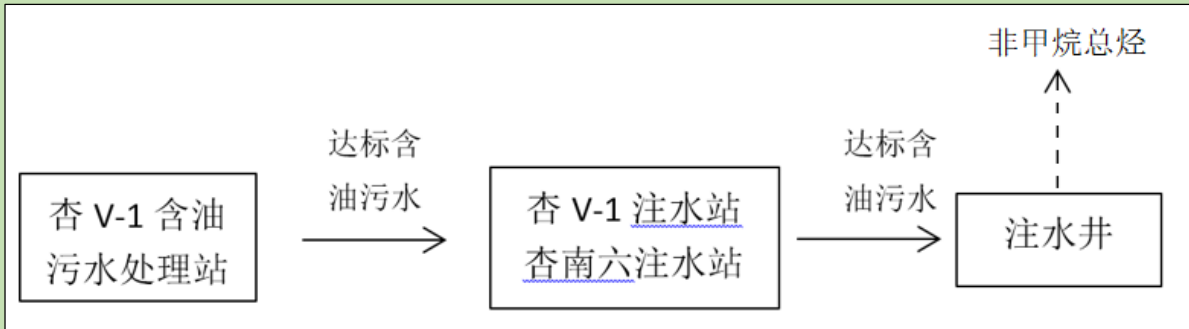 非甲烷总烃
达标含
油污水
达标含
油污水
杏 V-1 含油
污水处理站
杏 V-1 注水站
杏南六注水站
注水井